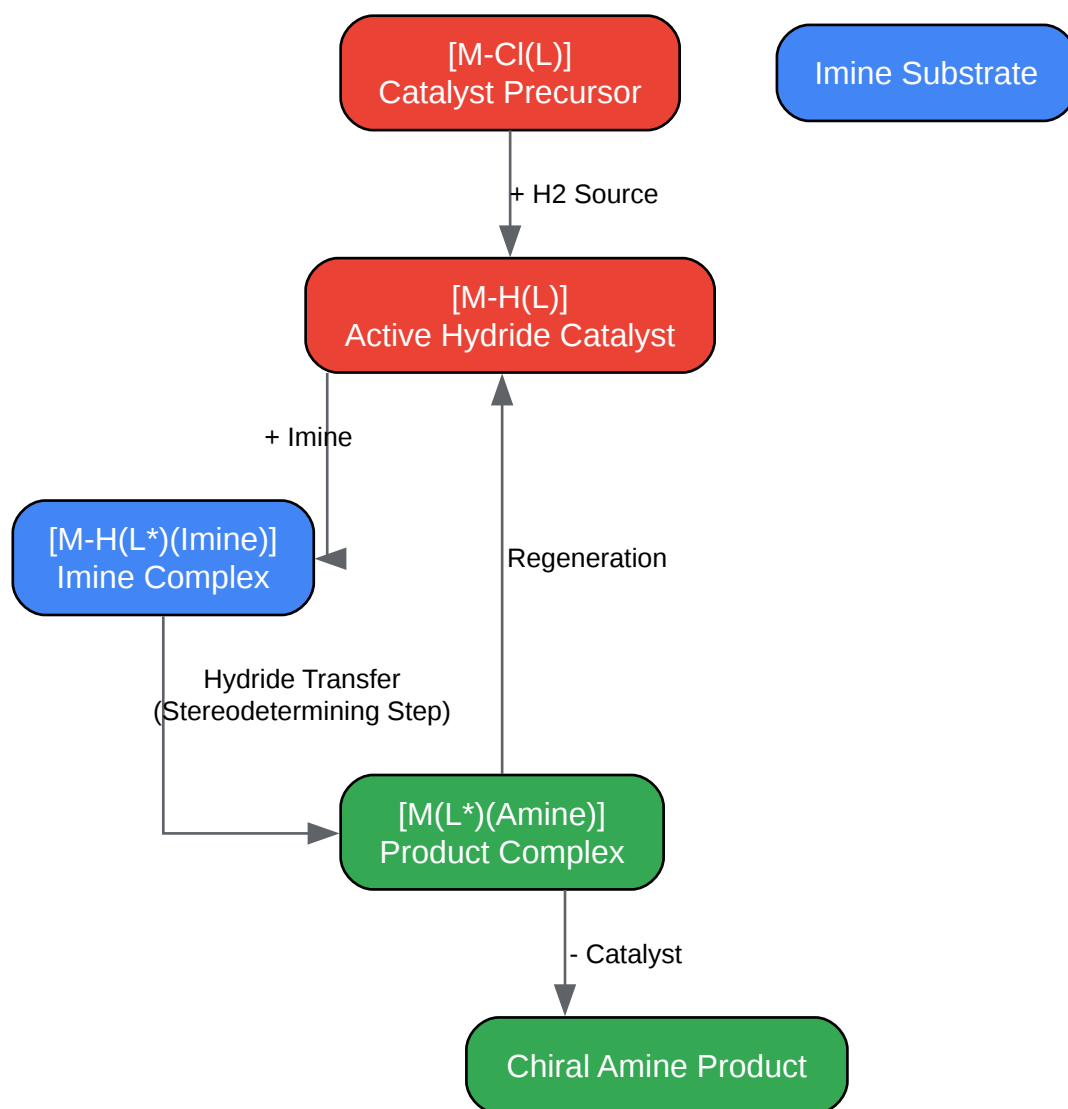 [M-Cl(L)]
Catalyst Precursor
Imine Substrate
+ H2 Source
[M-H(L)]
Active Hydride Catalyst
+ Imine
[M-H(L*)(Imine)]
Imine Complex
Regeneration
Hydride Transfer
(Stereodetermining Step)
[M(L*)(Amine)]
Product Complex
- Catalyst
Chiral Amine Product